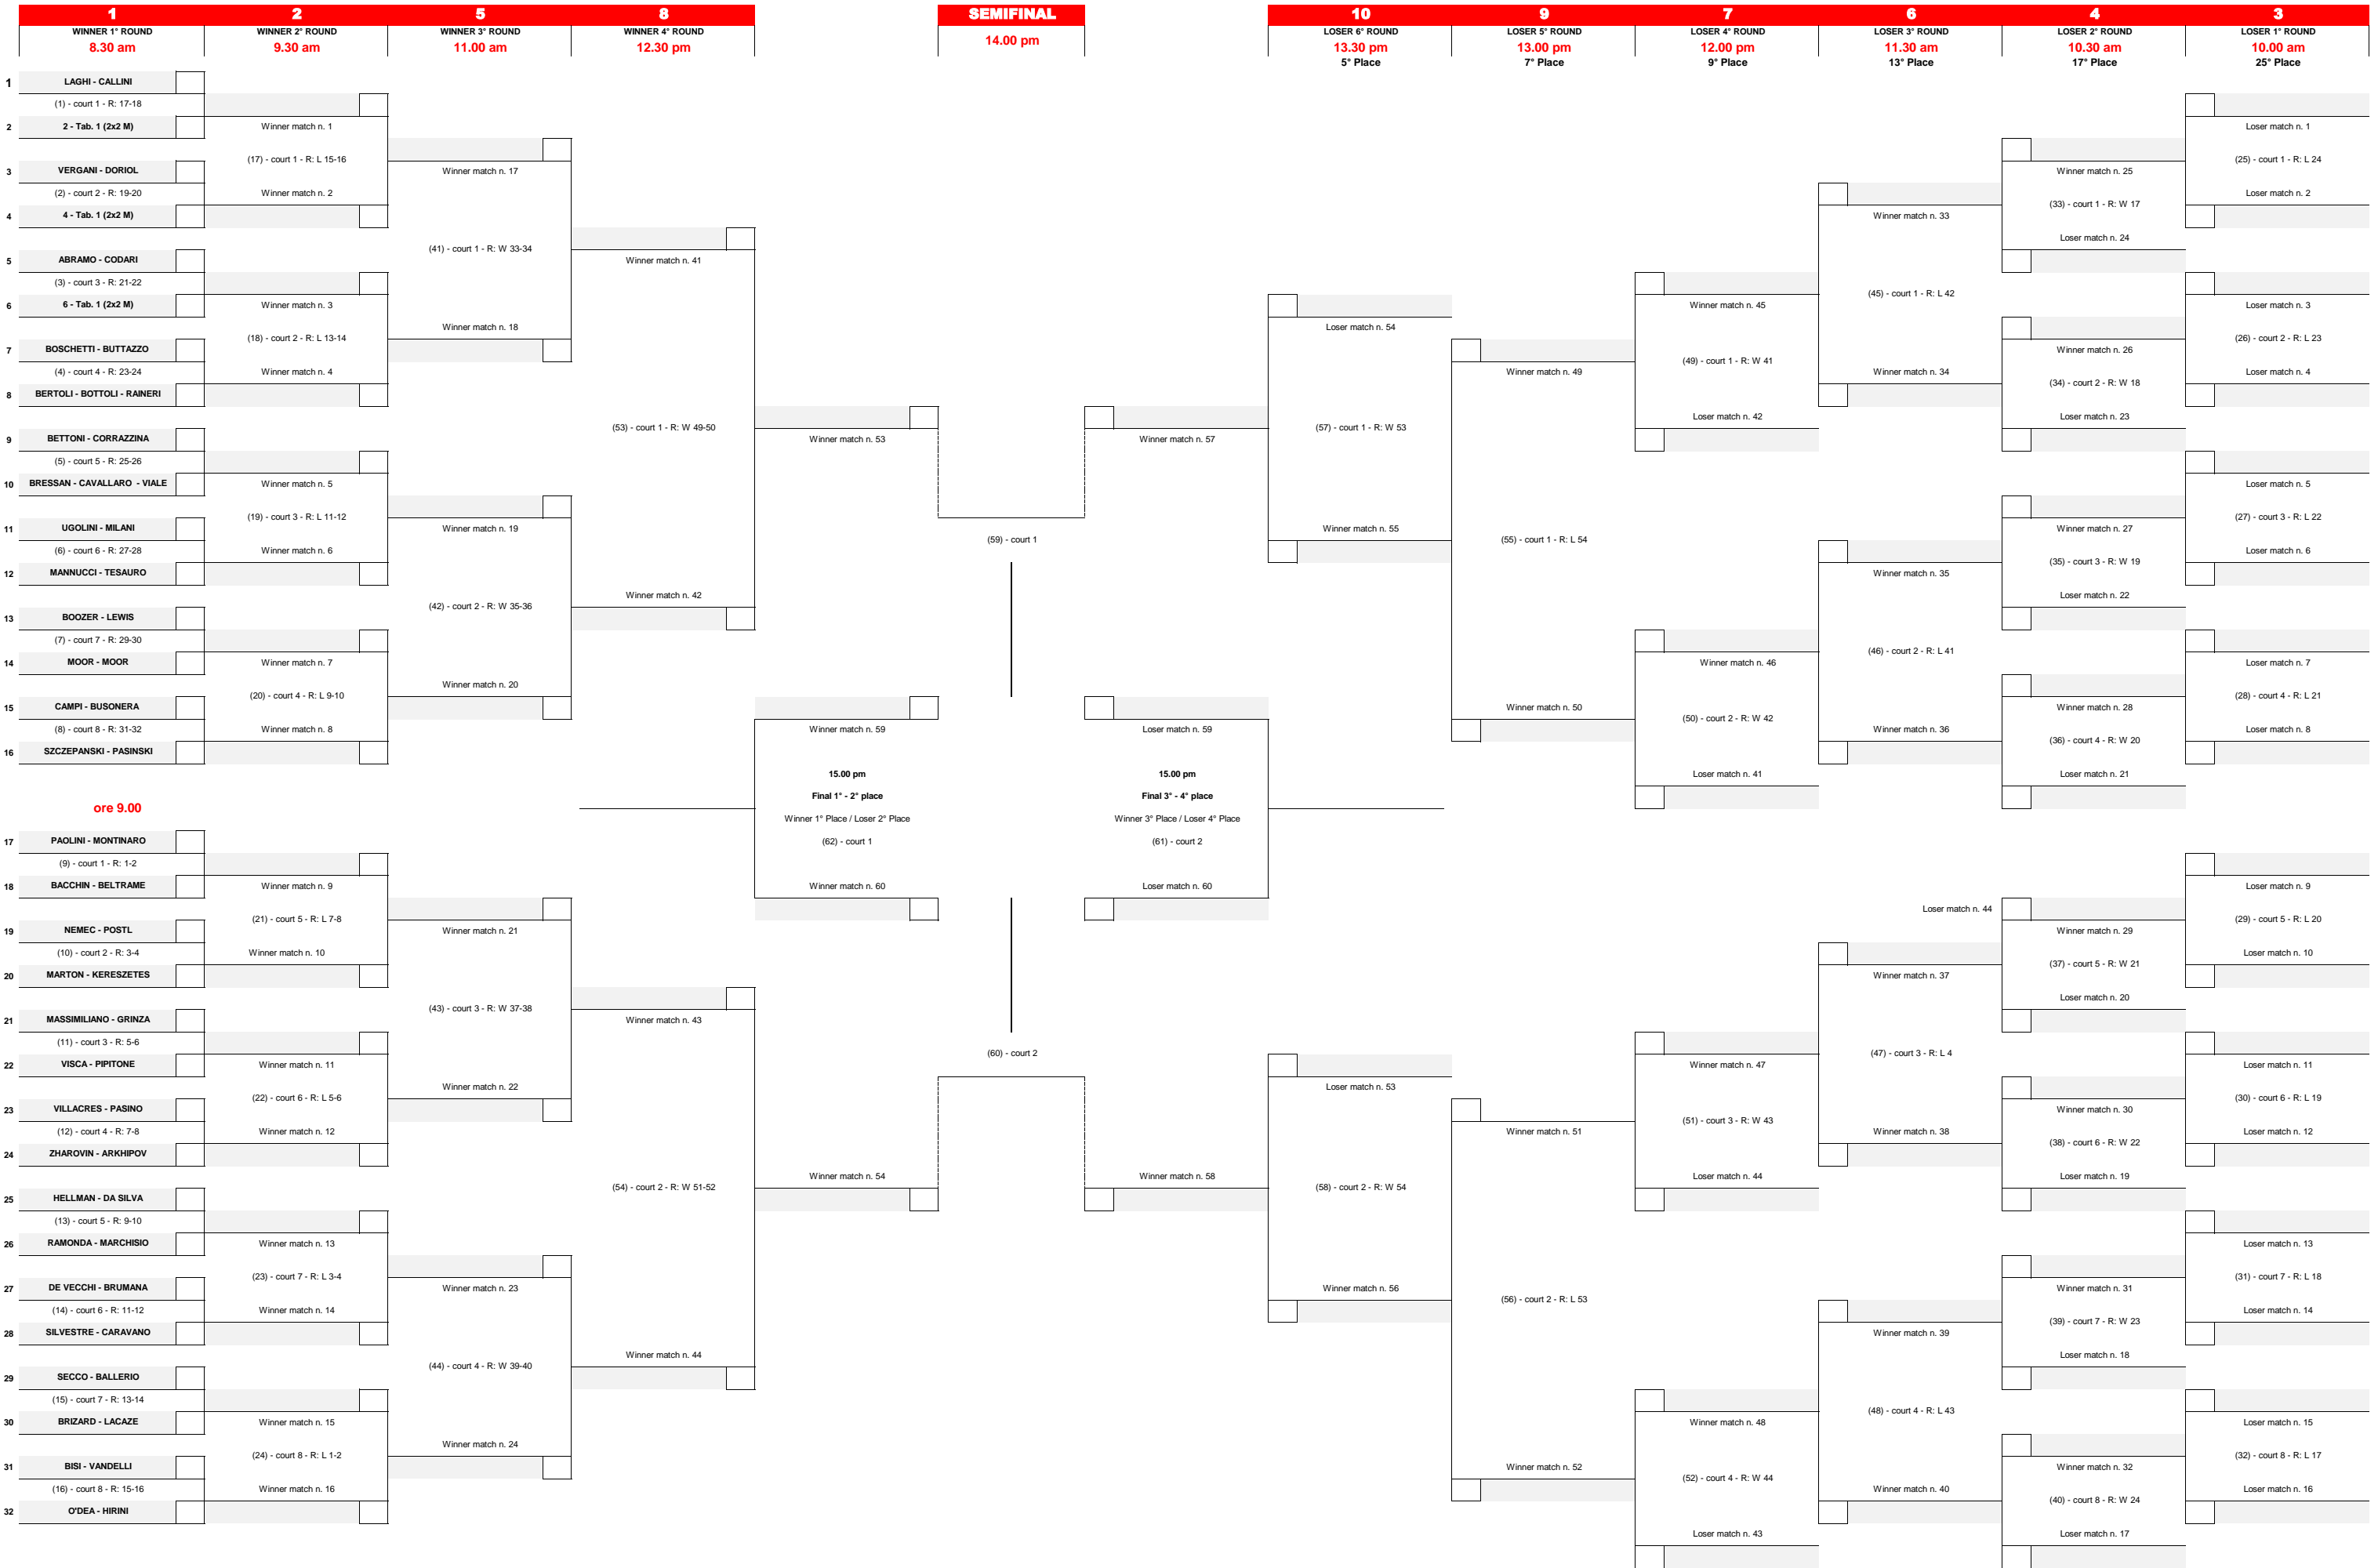 1
WINNER 1° ROUND
8.30 am
2
WINNER 2° ROUND
9.30 am
5
WINNER 3° ROUND
11.00 am
8
WINNER 4° ROUND
12.30 pm
SEMIFINAL
14.00 pm
10
LOSER 6° ROUND
13.30 pm
5° Place
9
LOSER 5° ROUND
13.00 pm
7° Place
7
LOSER 4° ROUND
12.00 pm
9° Place
6
LOSER 3° ROUND
11.30 am
13° Place
4
LOSER 2° ROUND
10.30 am
17° Place
3
LOSER 1° ROUND
10.00 am
25° Place
1 LAGHI - CALLINI
(1) - court 1 - R: 17-18
2 2 - Tab. 1 (2x2 M)
3 VERGANI - DORIOL
(2) - court 2 - R: 19-20
4 4 - Tab. 1 (2x2 M)
5 ABRAMO - CODARI
(3) - court 3 - R: 21-22
6 6 - Tab. 1 (2x2 M)
7 BOSCHETTI - BUTTAZZO
(4) - court 4 - R: 23-24
8 BERTOLI - BOTTOLI - RAINERI
9 BETTONI - CORRAZZINA
(5) - court 5 - R: 25-26
10 BRESSAN - CAVALLARO - VIALE
11 UGOLINI - MILANI
(6) - court 6 - R: 27-28
12 MANNUCCI - TESAURO
13 BOOZER - LEWIS
(7) - court 7 - R: 29-30
14 MOOR - MOOR
15 CAMPI - BUSONERA
(8) - court 8 - R: 31-32
16 SZCZEPANSKI - PASINSKI
ore 9.00
17 PAOLINI - MONTINARO
(9) - court 1 - R: 1-2
18 BACCHIN - BELTRAME
19 NEMEC - POSTL
(10) - court 2 - R: 3-4
20 MARTON - KERESZETES
21 MASSIMILIANO - GRINZA
(11) - court 3 - R: 5-6
22 VISCA - PIPITONE
23 VILLACRES - PASINO
(12) - court 4 - R: 7-8
24 ZHAROVIN - ARKHIPOV
25 HELLMAN - DA SILVA
(13) - court 5 - R: 9-10
26 RAMONDA - MARCHISIO
27 DE VECCHI - BRUMANA
(14) - court 6 - R: 11-12
28 SILVESTRE - CARAVANO
29 SECCO - BALLERIO
(15) - court 7 - R: 13-14
30 BRIZARD - LACAZE
31 BISI - VANDELLI
(16) - court 8 - R: 15-16
32 O'DEA - HIRINI
Winner match n. 1
(17) - court 1 - R: L 15-16
Winner match n. 2
Winner match n. 3
(18) - court 2 - R: L 13-14
Winner match n. 4
Winner match n. 5
(19) - court 3 - R: L 11-12
Winner match n. 6
Winner match n. 7
(20) - court 4 - R: L 9-10
Winner match n. 8
Winner match n. 9
(21) - court 5 - R: L 7-8
Winner match n. 10
Winner match n. 11
(22) - court 6 - R: L 5-6
Winner match n. 12
Winner match n. 13
(23) - court 7 - R: L 3-4
Winner match n. 14
Winner match n. 15
(24) - court 8 - R: L 1-2
Winner match n. 16
Winner match n. 17
(41) - court 1 - R: W 33-34
Winner match n. 18
Winner match n. 19
(42) - court 2 - R: W 35-36
Winner match n. 20
Winner match n. 21
(43) - court 3 - R: W 37-38
Winner match n. 22
Winner match n. 23
(44) - court 4 - R: W 39-40
Winner match n. 24
Winner match n. 41
(53) - court 1 - R: W 49-50
Winner match n. 42
Winner match n. 43
(54) - court 2 - R: W 51-52
Winner match n. 44
Winner match n. 53
Winner match n. 59
15.00 pm
Final 1° - 2° place
Winner 1° Place / Loser 2° Place
(62) - court 1
Winner match n. 60
Winner match n. 54
(59) - court 1
(60) - court 2
Winner match n. 57
Loser match n. 59
15.00 pm
Final 3° - 4° place
Winner 3° Place / Loser 4° Place
(61) - court 2
Loser match n. 60
Winner match n. 58
Loser match n. 54
(57) - court 1 - R: W 53
Winner match n. 55
Loser match n. 53
(58) - court 2 - R: W 54
Winner match n. 56
Winner match n. 49
(55) - court 1 - R: L 54
Winner match n. 50
Winner match n. 51
(56) - court 2 - R: L 53
Winner match n. 52
Winner match n. 45
(49) - court 1 - R: W 41
Loser match n. 42
Winner match n. 46
(50) - court 2 - R: W 42
Loser match n. 41
Winner match n. 47
(51) - court 3 - R: W 43
Loser match n. 44
Winner match n. 48
(52) - court 4 - R: W 44
Loser match n. 43
Winner match n. 33
(45) - court 1 - R: L 42
Winner match n. 34
Winner match n. 35
(46) - court 2 - R: L 41
Winner match n. 36
Loser match n. 44
Winner match n. 37
(47) - court 3 - R: L 4
Winner match n. 38
Winner match n. 39
(48) - court 4 - R: L 43
Winner match n. 40
Winner match n. 25
(33) - court 1 - R: W 17
Loser match n. 24
Winner match n. 26
(34) - court 2 - R: W 18
Loser match n. 23
Winner match n. 27
(35) - court 3 - R: W 19
Loser match n. 22
Winner match n. 28
(36) - court 4 - R: W 20
Loser match n. 21
Winner match n. 29
(37) - court 5 - R: W 21
Loser match n. 20
Winner match n. 30
(38) - court 6 - R: W 22
Loser match n. 19
Winner match n. 31
(39) - court 7 - R: W 23
Loser match n. 18
Winner match n. 32
(40) - court 8 - R: W 24
Loser match n. 17
Loser match n. 1
(25) - court 1 - R: L 24
Loser match n. 2
Loser match n. 3
(26) - court 2 - R: L 23
Loser match n. 4
Loser match n. 5
(27) - court 3 - R: L 22
Loser match n. 6
Loser match n. 7
(28) - court 4 - R: L 21
Loser match n. 8
Loser match n. 9
(29) - court 5 - R: L 20
Loser match n. 10
Loser match n. 11
(30) - court 6 - R: L 19
Loser match n. 12
Loser match n. 13
(31) - court 7 - R: L 18
Loser match n. 14
Loser match n. 15
(32) - court 8 - R: L 17
Loser match n. 16